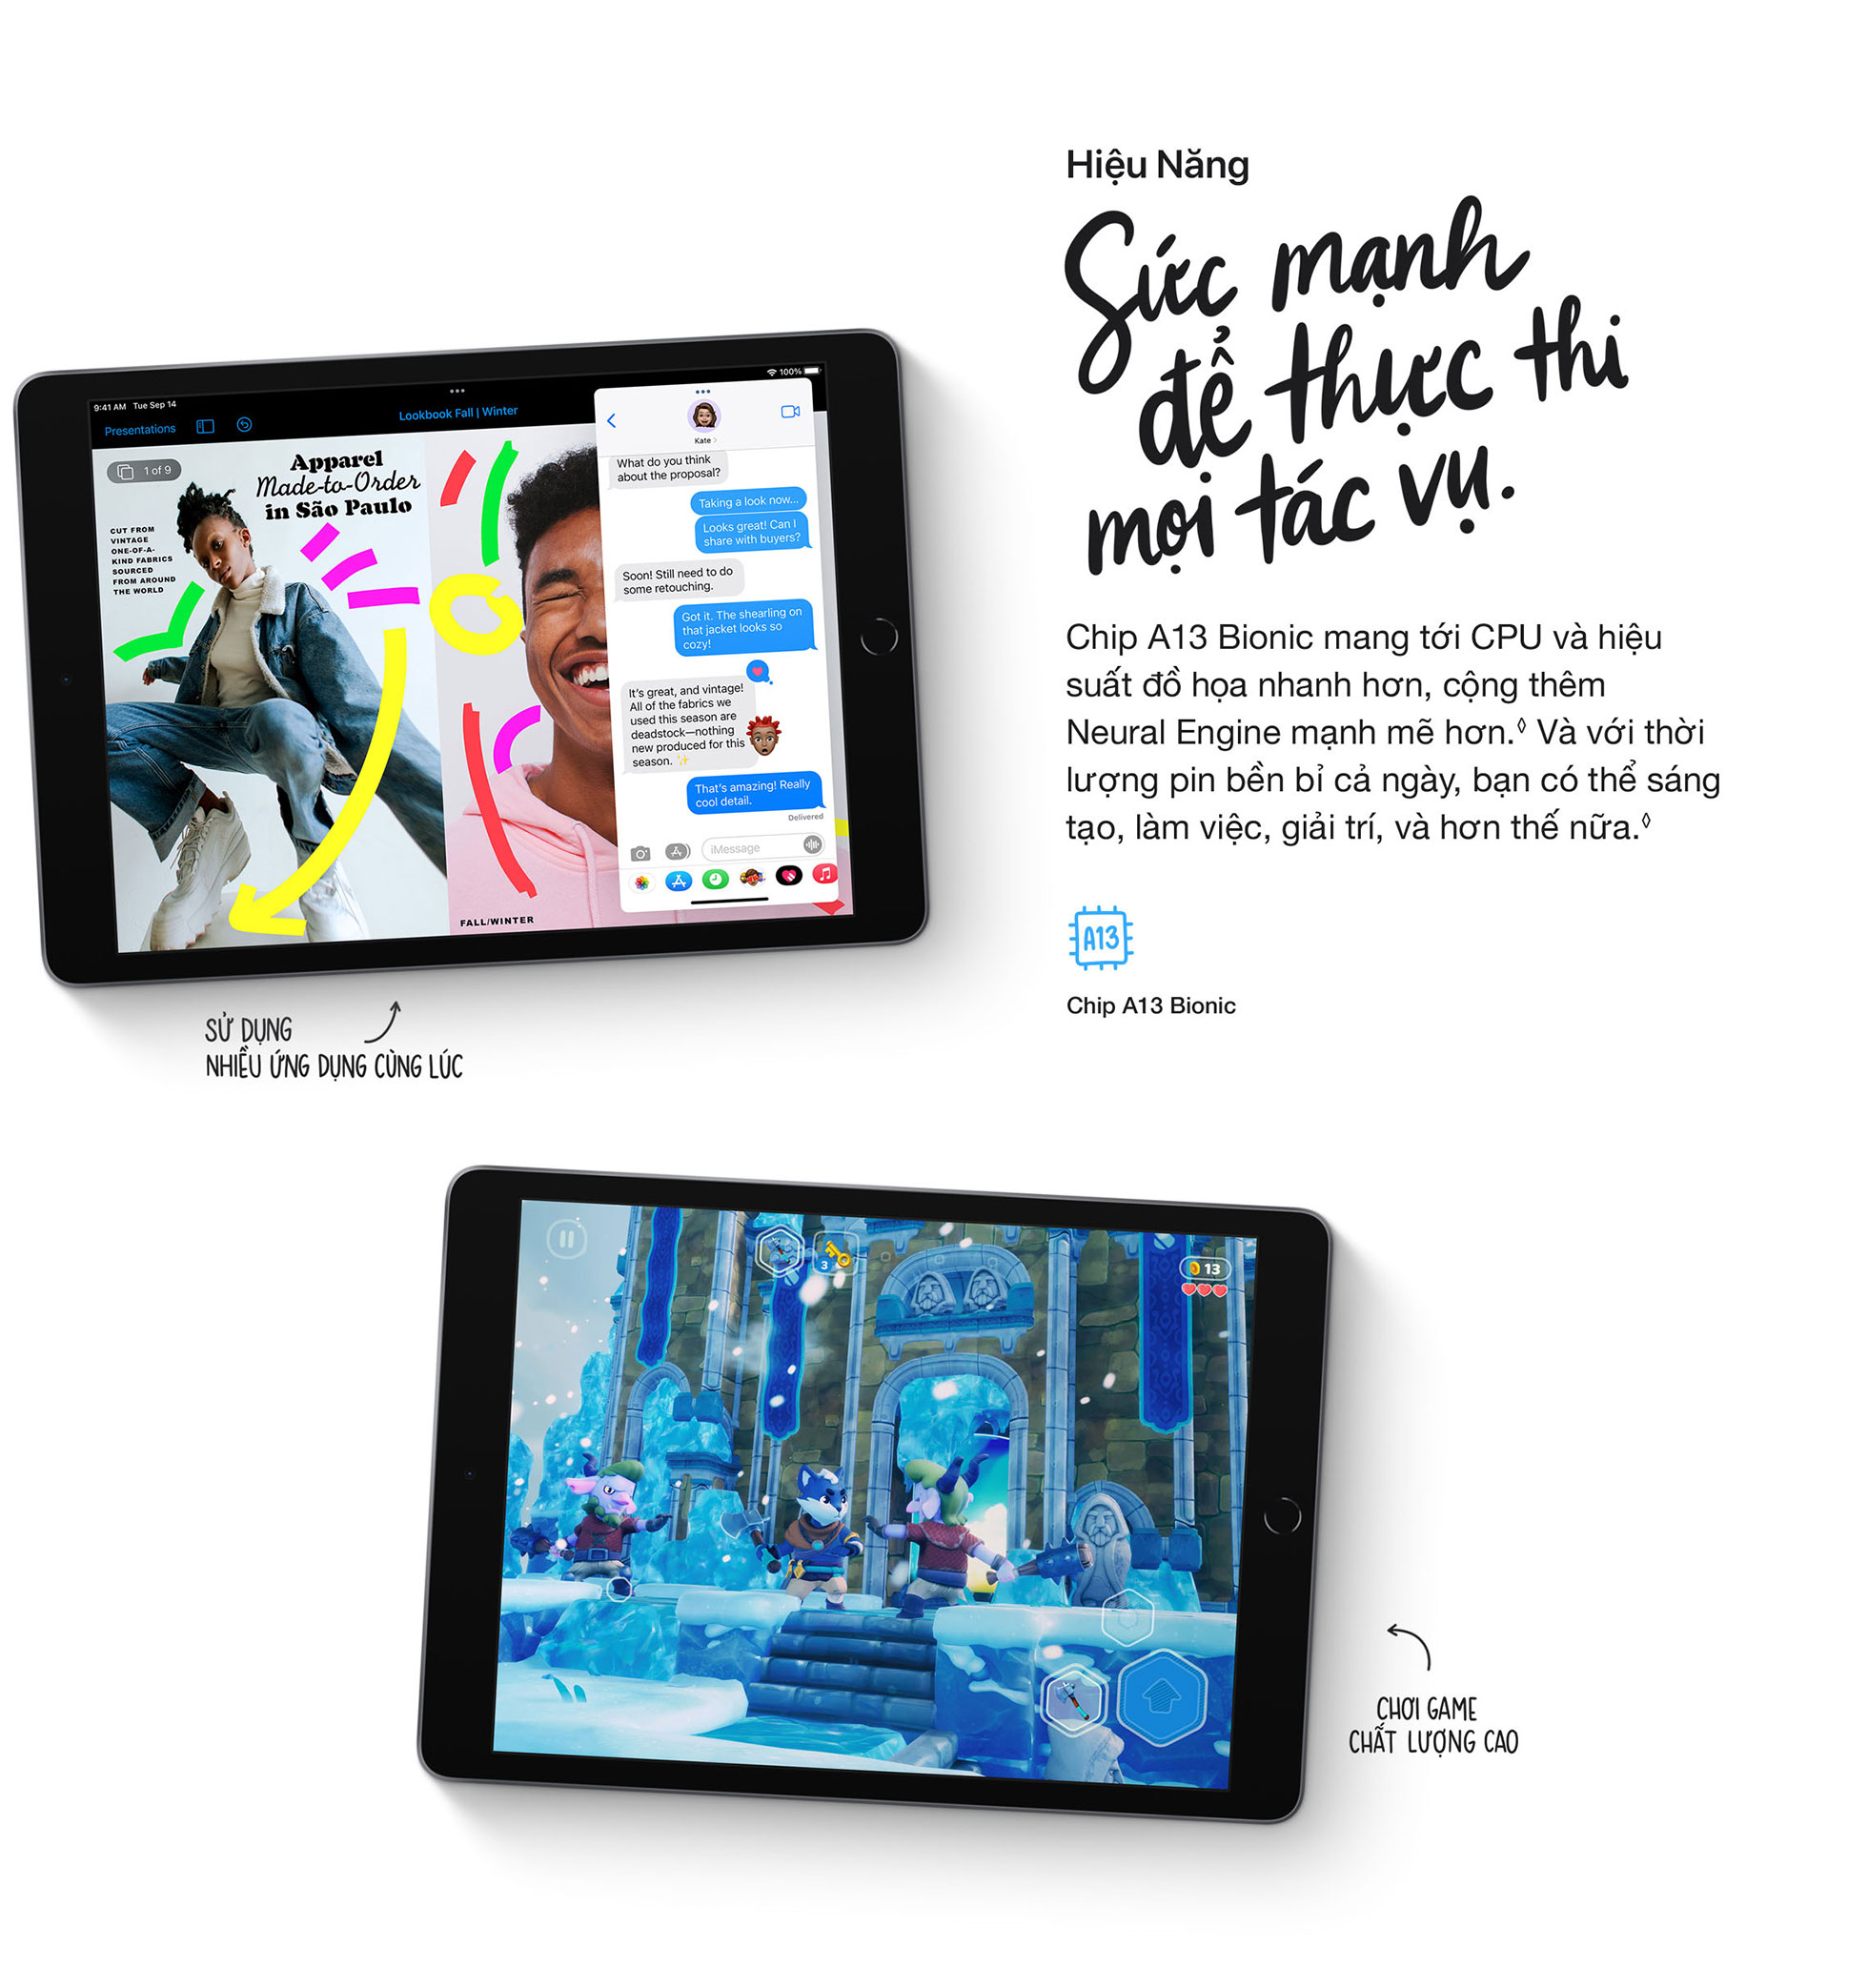 Hiệu Năng
Sức mạnh
để thực thi
mọi tác vụ.
Chip A13 Bionic mang tới CPU và hiệu
suất đồ họa nhanh hơn, cộng thêm
Neural Engine mạnh mẽ hơn.◊ Và với thời
lượng pin bền bỉ cả ngày, bạn có thể sáng
tạo, làm việc, giải trí, và hơn thế nữa.◊
A13
Chip A13 Bionic
9:41 AM Tue Sep 14
100%
Presentations
Lookbook Fall | Winter
1 of 9
Apparel
Made-to-Order
in São Paulo
CUT FROM
VINTAGE
ONE-OF-A-
KIND FABRICS
SOURCED
FROM AROUND
THE WORLD
FALL/WINTER
Kate
What do you think
about the proposal?
Taking a look now...
Looks great! Can I
share with buyers?
Soon! Still need to do
some retouching.
Got it. The shearling on
that jacket looks so
cozy!
It's great, and vintage!
All of the fabrics we
used this season are
deadstock—nothing
new produced for this
season. ✨
That's amazing! Really
cool detail.
Delivered
iMessage
SỬ DỤNG
NHIỀU ỨNG DỤNG CÙNG LÚC
3
13
CHƠI GAME
CHẤT LƯỢNG CAO